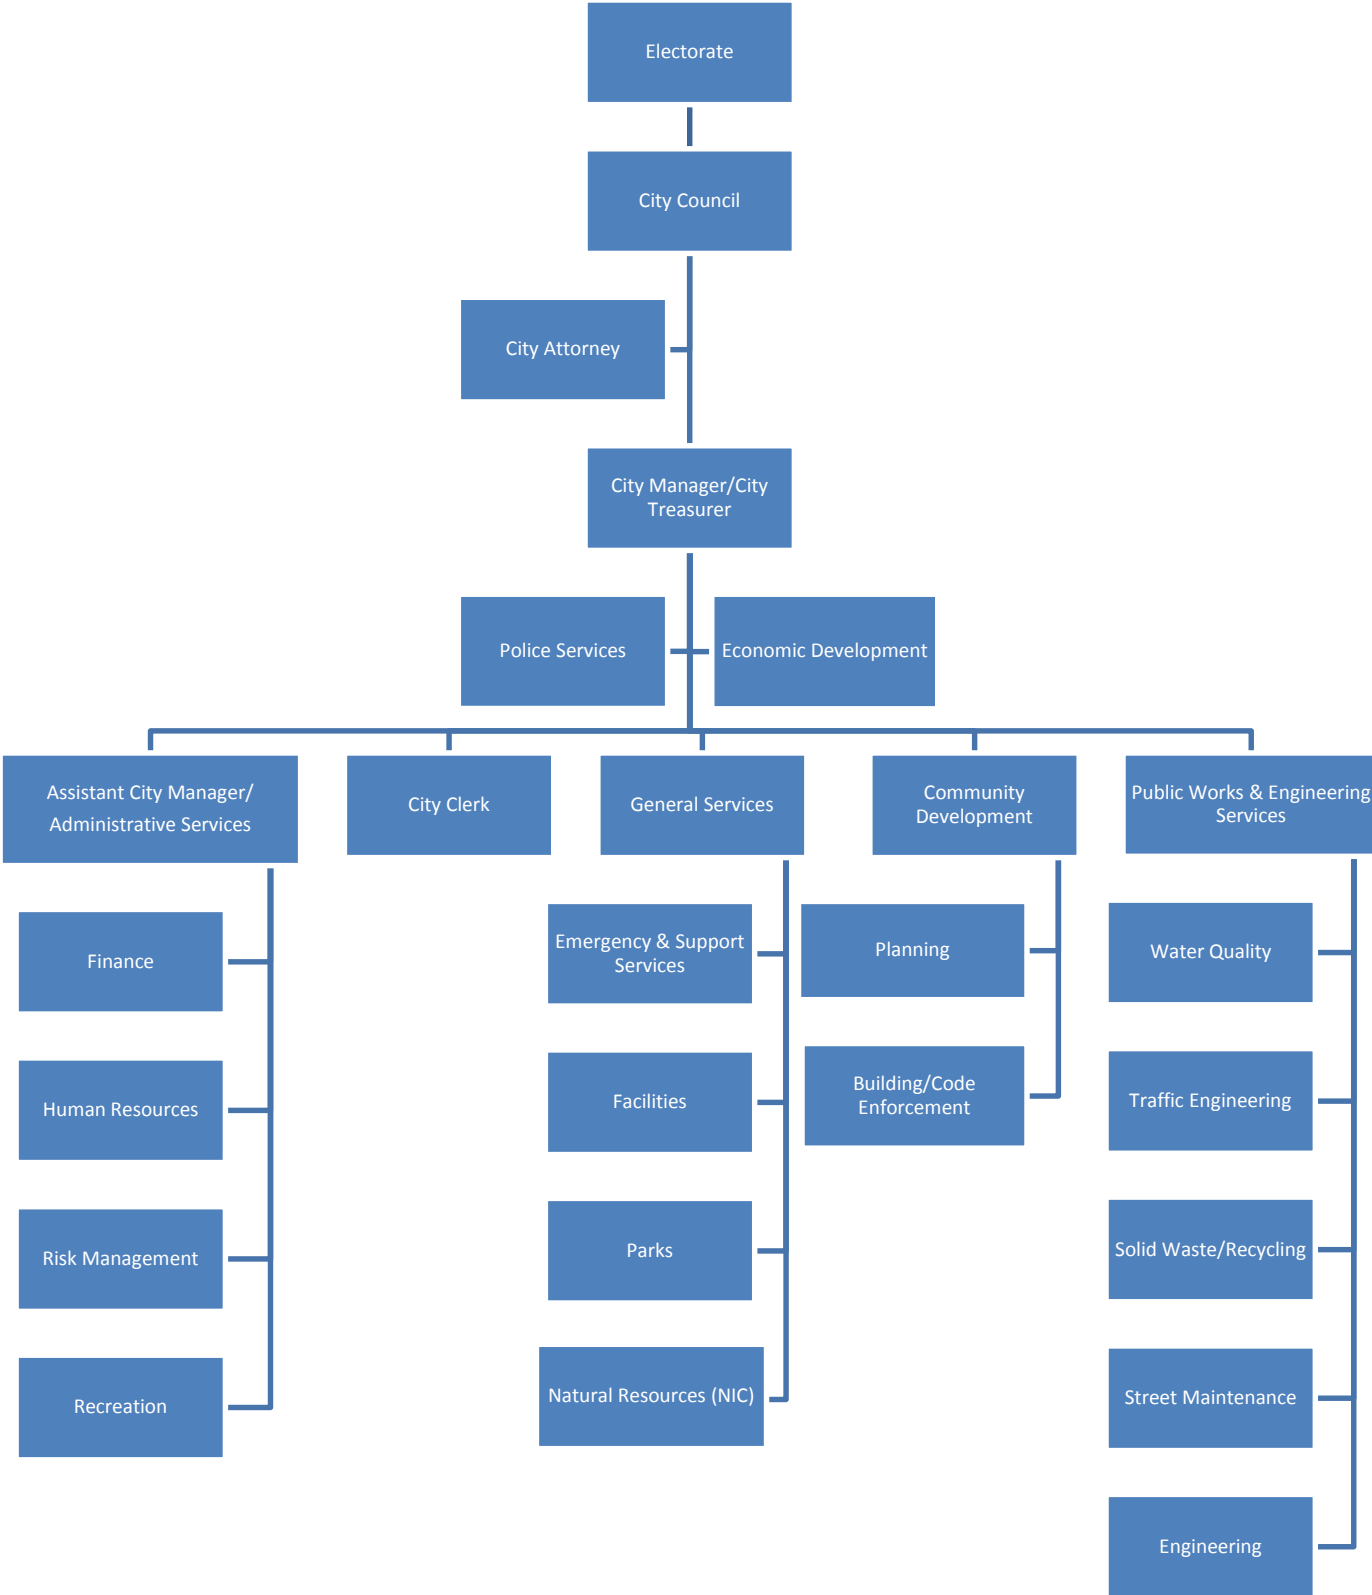 Electorate
City Council
City Attorney
City Manager/City
Treasurer
Police Services
Economic Development
Assistant City Manager/
Administrative Services
City Clerk
General Services
Community
Development
Public Works & Engineering
Services
Finance
Human Resources
Risk Management
Recreation
Emergency & Support
Services
Facilities
Parks
Natural Resources (NIC)
Planning
Building/Code
Enforcement
Water Quality
Traffic Engineering
Solid Waste/Recycling
Street Maintenance
Engineering